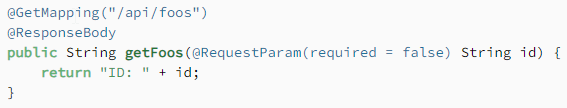 @GetMapping("/api/foos")
@ResponseBody
public String getFoos(@RequestParam(required = false) String id) {
    return "ID: " + id;
}